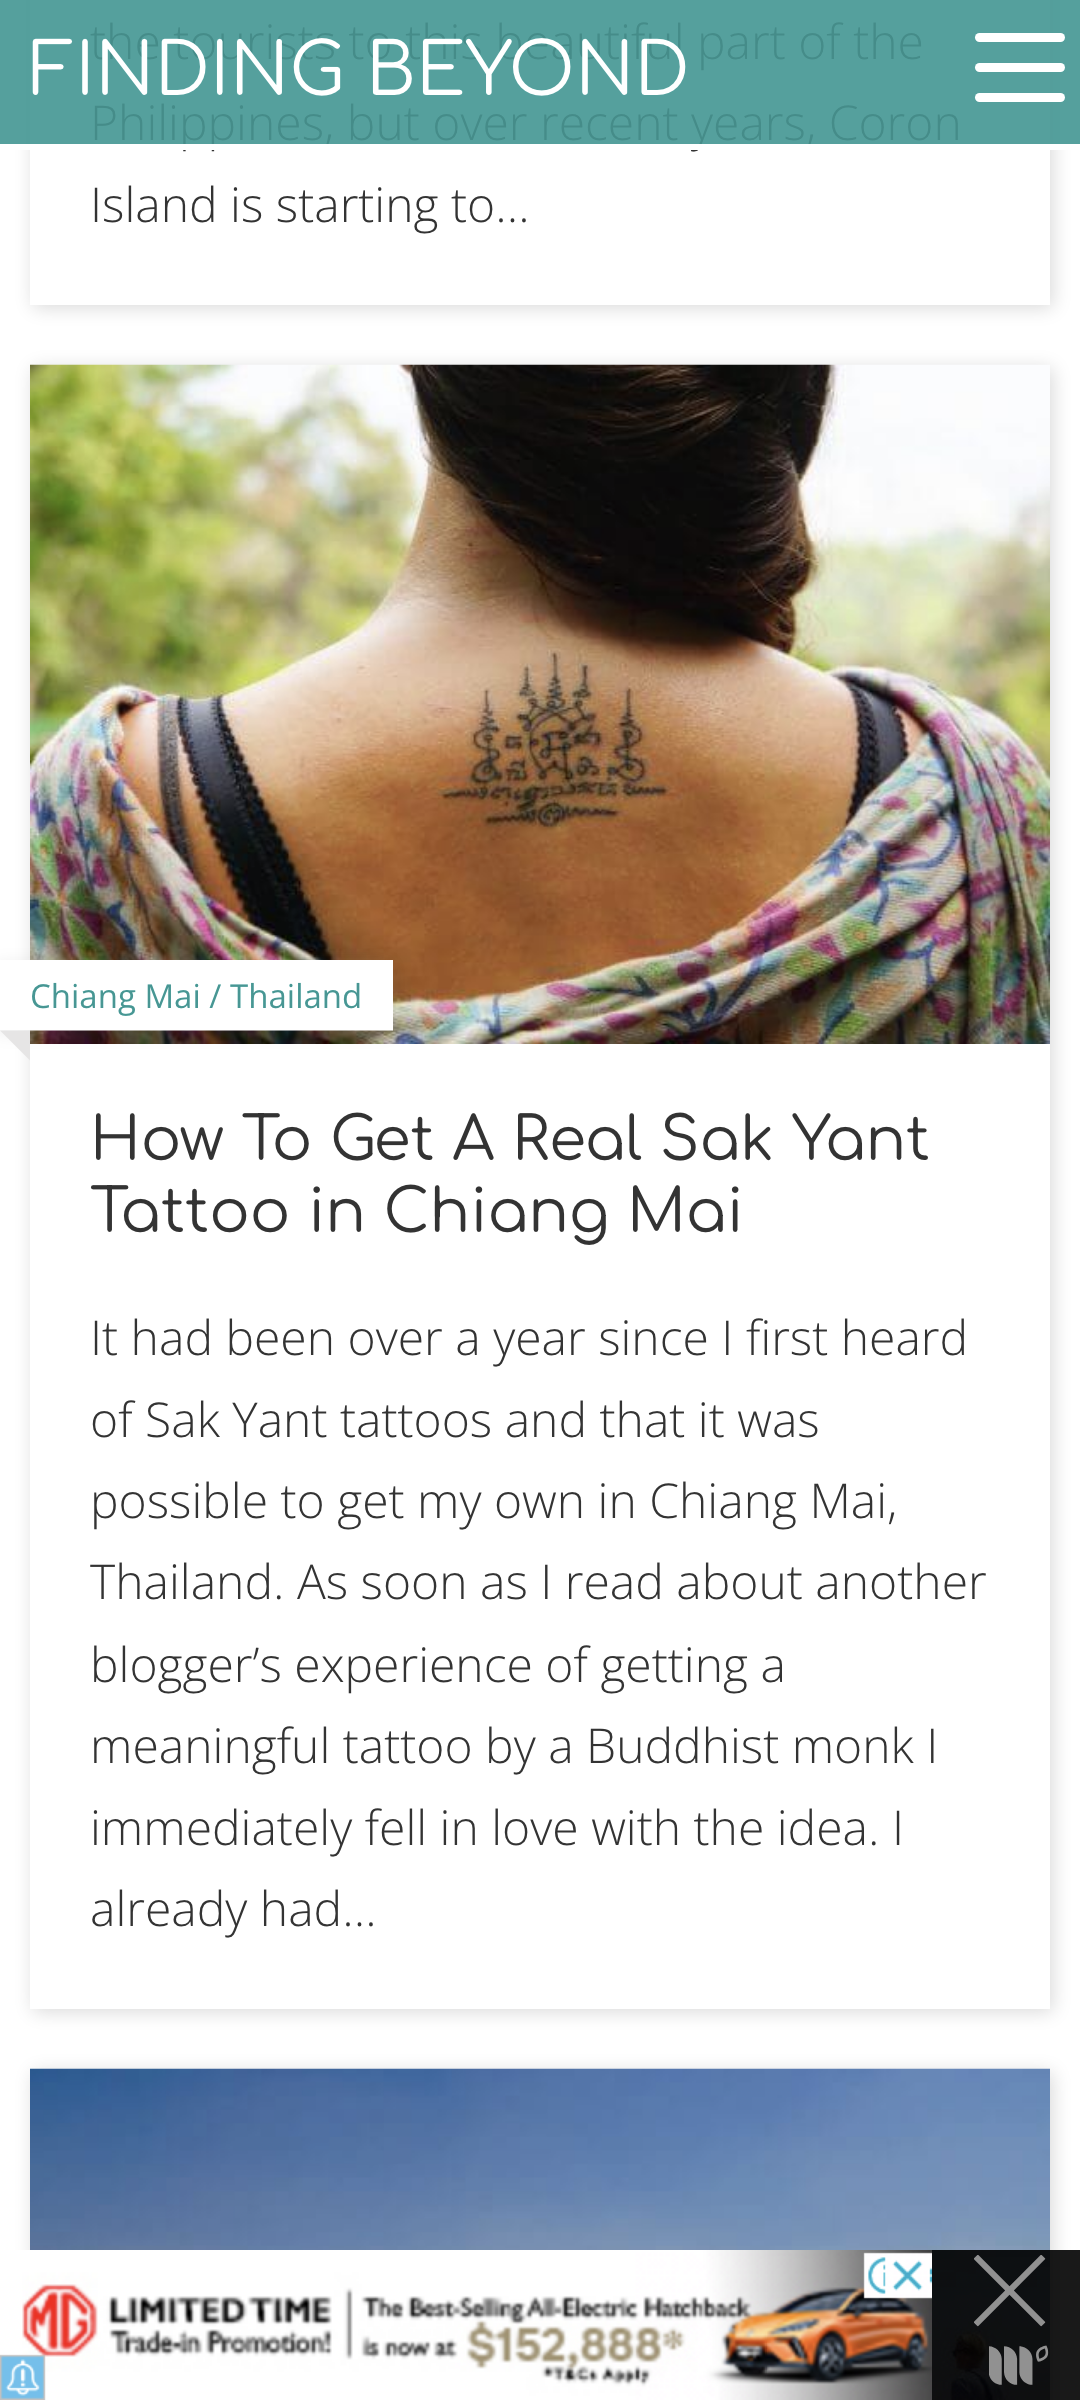 the tourists to this beautiful part of the
FINDING BEYOND
Philippines, but over recent years, Coron
Island is starting to...
Chiang Mai / Thailand
How To Get A Real Sak Yant
Tattoo in Chiang Mai
It had been over a year since I first heard
of Sak Yant tattoos and that it was
possible to get my own in Chiang Mai,
Thailand. As soon as I read about another
blogger’s experience of getting a
meaningful tattoo by a Buddhist monk I
immediately fell in love with the idea. I
already had...
MG
LIMITED TIME
Trade-in Promotion!
The Best-Selling All-Electric Hatchback
is now at $152,888*
*T&Cs Apply